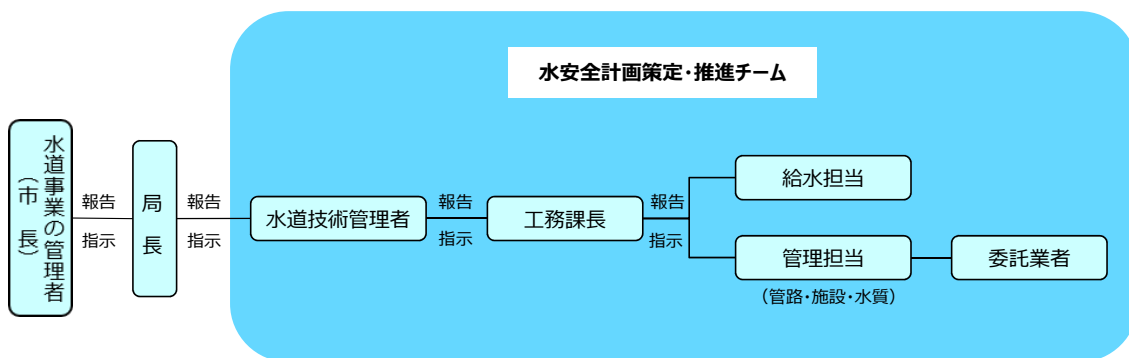 水安全計画策定・推進チーム
水道事業の管理者
（市　長）
報告
指示
局　長
報告
指示
水道技術管理者
報告
指示
工務課長
報告
指示
給水担当
管理担当
（管路・施設・水質）
委託業者